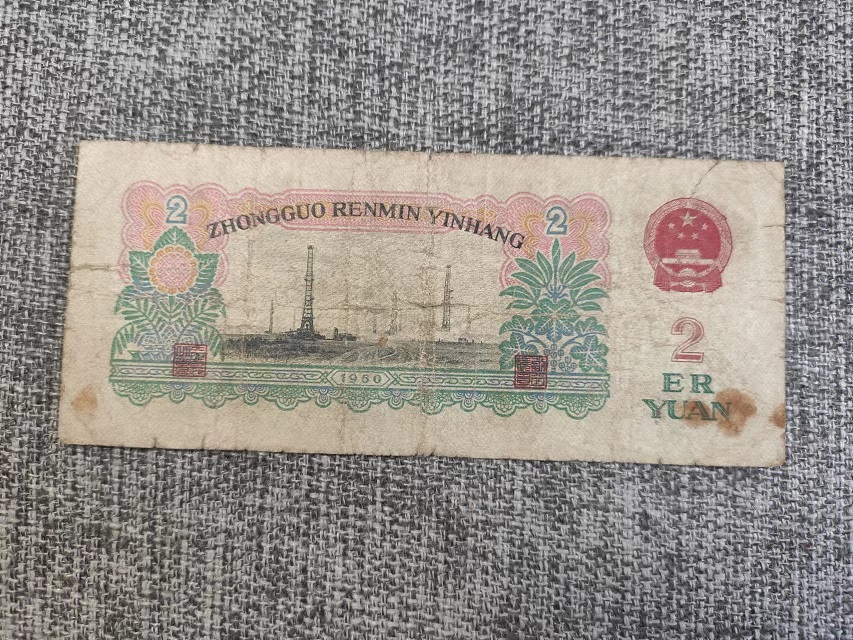 2
ZHONGGUO RENMIN YINHANG
2
1960
2
ER
YUAN